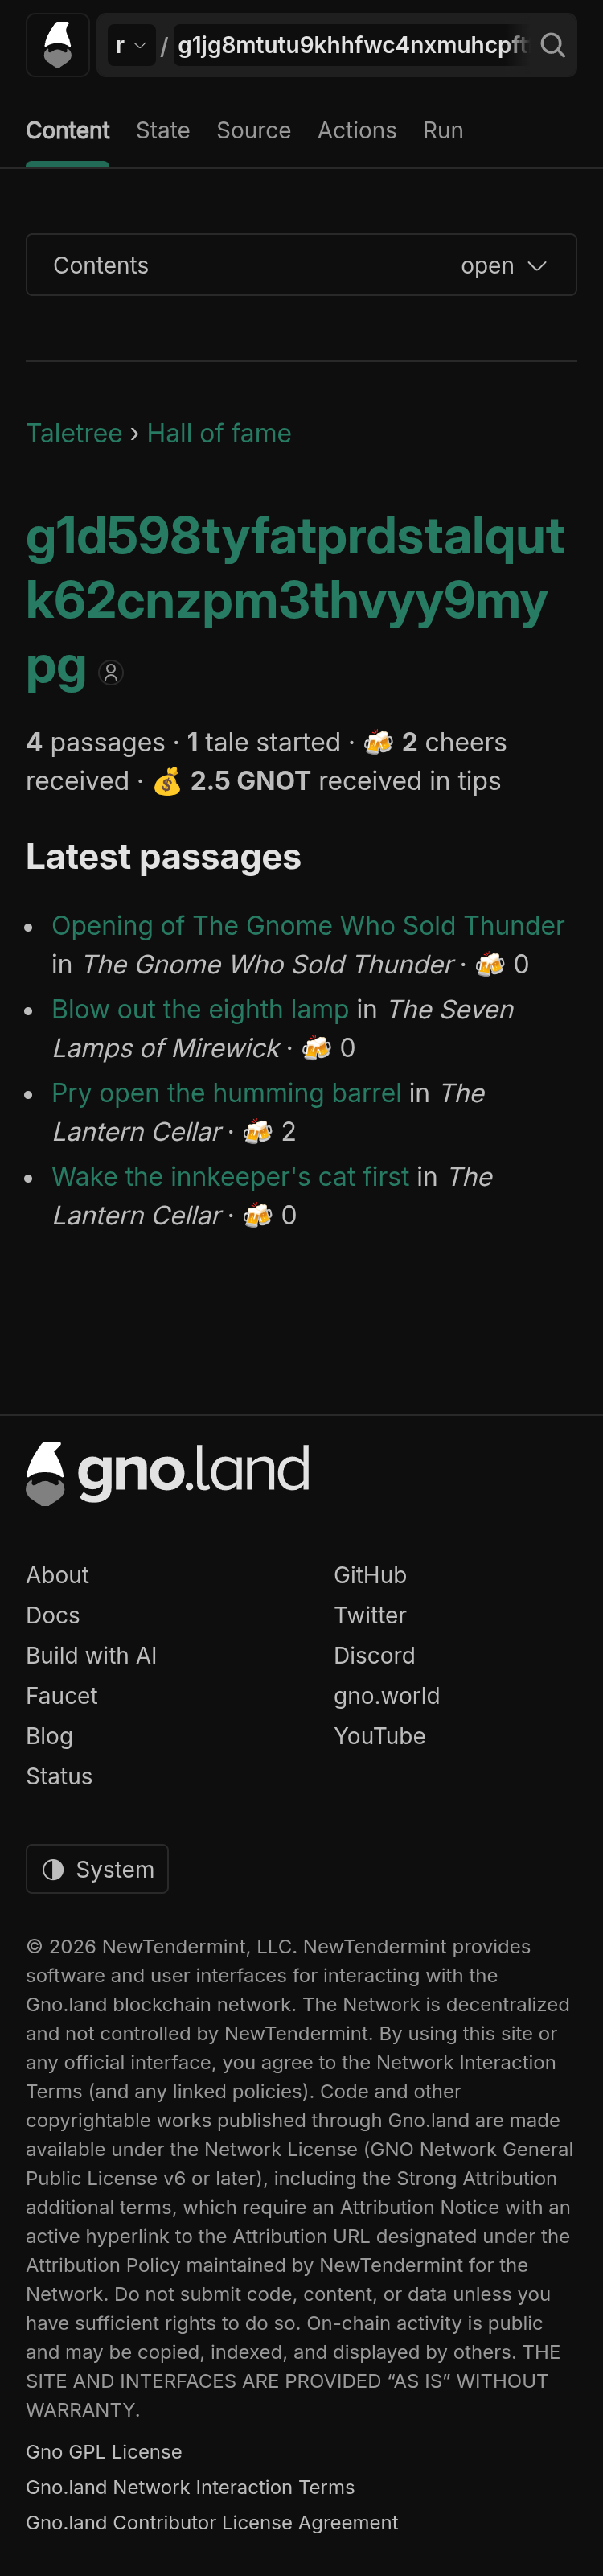 r / g1jg8mtutu9khhfwc4nxmuhcpft
Content State Source Actions Run
Contents open
Taletree › Hall of fame
g1d598tyfatprdstalqut
k62cnzpm3thvyy9my
pg
4 passages · 1 tale started · 🍻 2 cheers
received · 💰 2.5 GNOT received in tips
Latest passages
• Opening of The Gnome Who Sold Thunder
in The Gnome Who Sold Thunder · 🍻 0
• Blow out the eighth lamp in The Seven
Lamps of Mirewick · 🍻 0
• Pry open the humming barrel in The
Lantern Cellar · 🍻 2
• Wake the innkeeper's cat first in The
Lantern Cellar · 🍻 0
gno.land
About
Docs
Build with AI
Faucet
Blog
Status
GitHub
Twitter
Discord
gno.world
YouTube
System
© 2026 NewTendermint, LLC. NewTendermint provides
software and user interfaces for interacting with the
Gno.land blockchain network. The Network is decentralized
and not controlled by NewTendermint. By using this site or
any official interface, you agree to the Network Interaction
Terms (and any linked policies). Code and other
copyrightable works published through Gno.land are made
available under the Network License (GNO Network General
Public License v6 or later), including the Strong Attribution
additional terms, which require an Attribution Notice with an
active hyperlink to the Attribution URL designated under the
Attribution Policy maintained by NewTendermint for the
Network. Do not submit code, content, or data unless you
have sufficient rights to do so. On-chain activity is public
and may be copied, indexed, and displayed by others. THE
SITE AND INTERFACES ARE PROVIDED “AS IS” WITHOUT
WARRANTY.
Gno GPL License
Gno.land Network Interaction Terms
Gno.land Contributor License Agreement